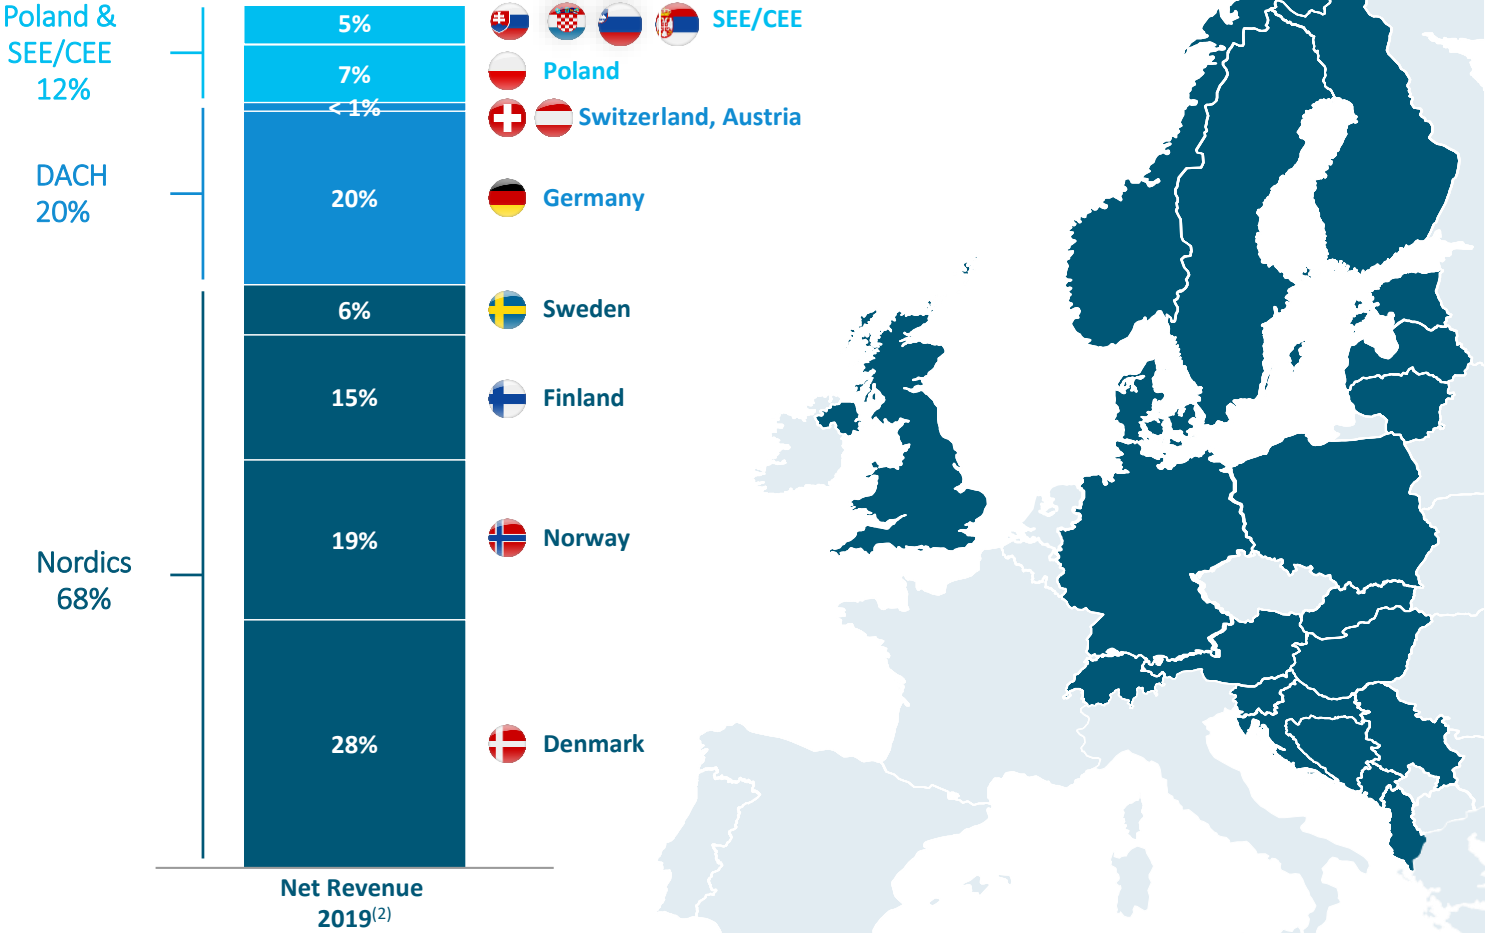 Poland &
SEE/CEE
12%
5%
SEE/CEE
7%
Poland
< 1%
Switzerland, Austria
DACH
20%
20%
Germany
6%
Sweden
15%
Finland
19%
Norway
Nordics
68%
28%
Denmark
Net Revenue
2019(2)